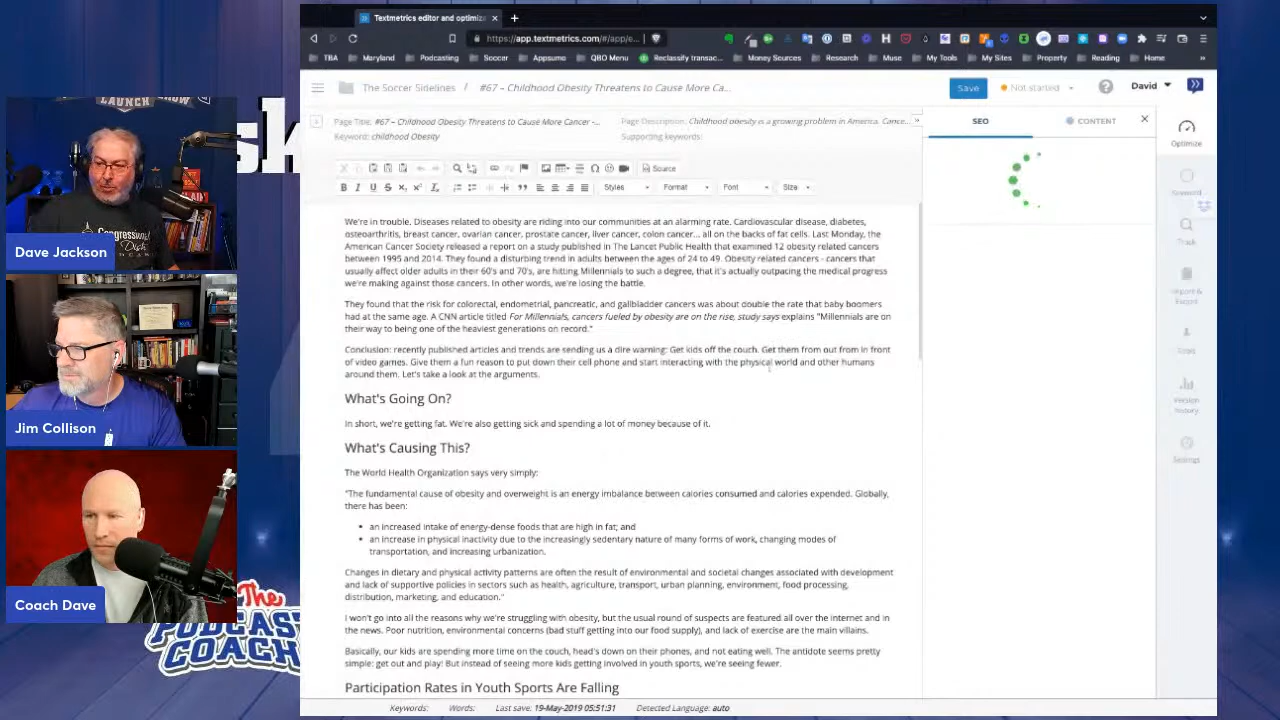 Textmetrics editor and optimiza
https://app.textmetrics.com/#/app/e...
TBA
Maryland
Podcasting
Soccer
Appsumo
QBO Menu
Reclassify transac...
Money Sources
Research
Muse
My Tools
My Sites
Property
Reading
Home
LAUNCH SHOW
Dave Jackson
Jim Collison
Coach Dave
The
PODCAST
COACH
The Soccer Sidelines / #67 – Childhood Obesity Threatens to Cause More Ca...
Save
Not started
David
Page Title: #67 – Childhood Obesity Threatens to Cause More Cancer -...
Page Description: Childhood obesity is a growing problem in America. Cance...
Keyword: childhood Obesity
Supporting keywords:
SEO
CONTENT
Optimize
Keyword
Track
Version history
Settings
Source
Styles
Format
Font
Size
We're in trouble. Diseases related to obesity are riding into our communities at an alarming rate. Cardiovascular disease, diabetes,
osteoarthritis, breast cancer, ovarian cancer, prostate cancer, liver cancer, colon cancer... all on the backs of fat cells. Last Monday, the
American Cancer Society released a report on a study published in The Lancet Public Health that examined 12 obesity related cancers
between 1995 and 2014. They found a disturbing trend in adults between the ages of 24 to 49. Obesity related cancers - cancers that
usually affect older adults in their 60's and 70's, are hitting Millennials to such a degree, that it's actually outpacing the medical progress
we're making against those cancers. In other words, we're losing the battle.
They found that the risk for colorectal, endometrial, pancreatic, and gallbladder cancers was about double the rate that baby boomers
had at the same age. A CNN article titled For Millennials, cancers fueled by obesity are on the rise, study says explains "Millennials are on
their way to being one of the heaviest generations on record."
Conclusion: recently published articles and trends are sending us a dire warning: Get kids off the couch. Get them from out from in front
of video games. Give them a fun reason to put down their cell phone and start interacting with the physical world and other humans
around them. Let's take a look at the arguments.
What's Going On?
In short, we're getting fat. We're also getting sick and spending a lot of money because of it.
What's Causing This?
The World Health Organization says very simply:
"The fundamental cause of obesity and overweight is an energy imbalance between calories consumed and calories expended. Globally,
there has been:
an increased intake of energy-dense foods that are high in fat; and
an increase in physical inactivity due to the increasingly sedentary nature of many forms of work, changing modes of
transportation, and increasing urbanization.
Changes in dietary and physical activity patterns are often the result of environmental and societal changes associated with development
and lack of supportive policies in sectors such as health, agriculture, transport, urban planning, environment, food processing,
distribution, marketing, and education."
I won't go into all the reasons why we're struggling with obesity, but the usual round of suspects are featured all over the internet and in
the news. Poor nutrition, environmental concerns (bad stuff getting into our food supply), and lack of exercise are the main villains.
Basically, our kids are spending more time on the couch, head's down on their phones, and not eating well. The antidote seems pretty
simple: get out and play! But instead of seeing more kids getting involved in youth sports, we're seeing fewer.
Participation Rates in Youth Sports Are Falling
Keywords: Words: Last save: 19-May-2019 05:51:31 Detected Language: auto